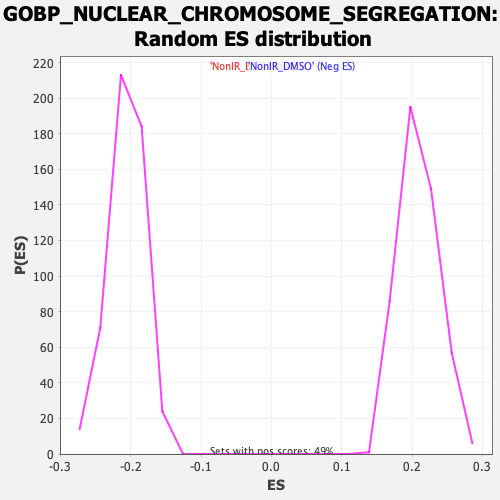 GOBP_NUCLEAR_CHROMOSOME_SEGREGATION:
Random ES distribution
'NonIR_ 'NonIR_DMSO' (Neg ES)
220
200
180
160
140
120
100
80
60
40
20
0
P(ES)
Sets with pos scores: 49%
-0.3 -0.2 -0.1 0.0 0.1 0.2 0.3
ES